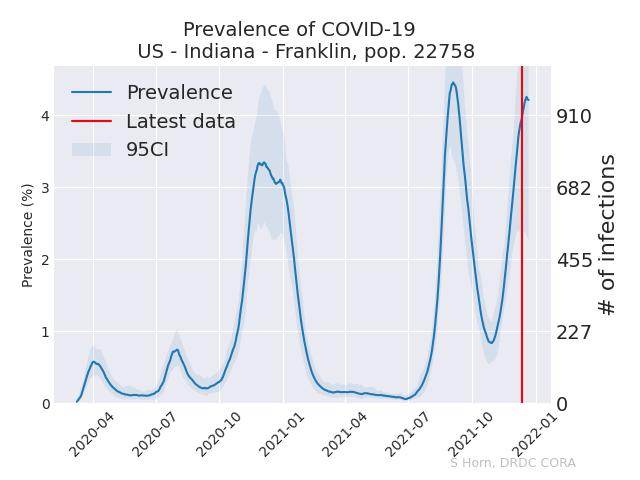 Prevalence of COVID-19
US - Indiana - Franklin, pop. 22758
Prevalence
Latest data
95CI
Prevalence (%)
4
3
2
1
0
910
682
455
227
0
# of infections
2020-04
2020-07
2020-10
2021-01
2021-04
2021-07
2021-10
2022-01
S Horn, DRDC CORA